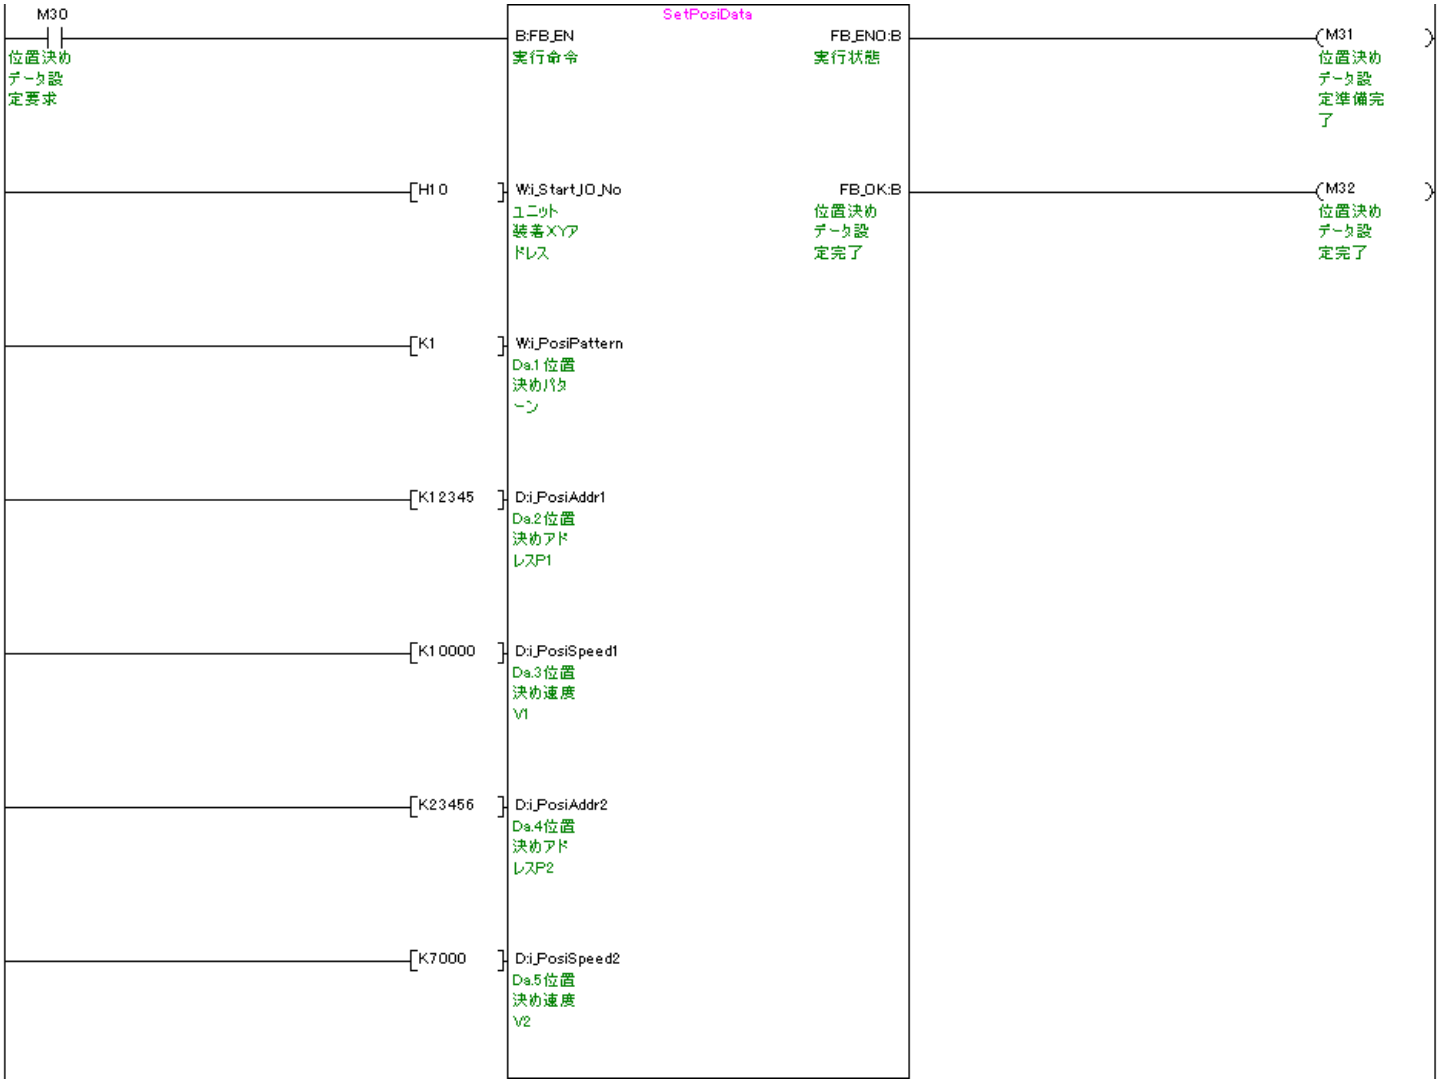 M30
SetPosiData
B:FB_EN
FB_ENO:B
M31
位置決め
データ設
定要求
実行命令
実行状態
位置決め
データ設
定準備完
了
H10
W:i_Start_IO_No
FB_OK:B
M32
ユニット
装着XYア
ドレス
位置決め
データ設
定完了
位置決め
データ設
定完了
K1
W:i_PosiPattern
Da.1位置
決めパタ
ーン
K12345
D:i_PosiAddr1
Da.2位置
決めアド
レスP1
K10000
D:i_PosiSpeed1
Da.3位置
決め速度
V1
K23456
D:i_PosiAddr2
Da.4位置
決めアド
レスP2
K7000
D:i_PosiSpeed2
Da.5位置
決め速度
V2